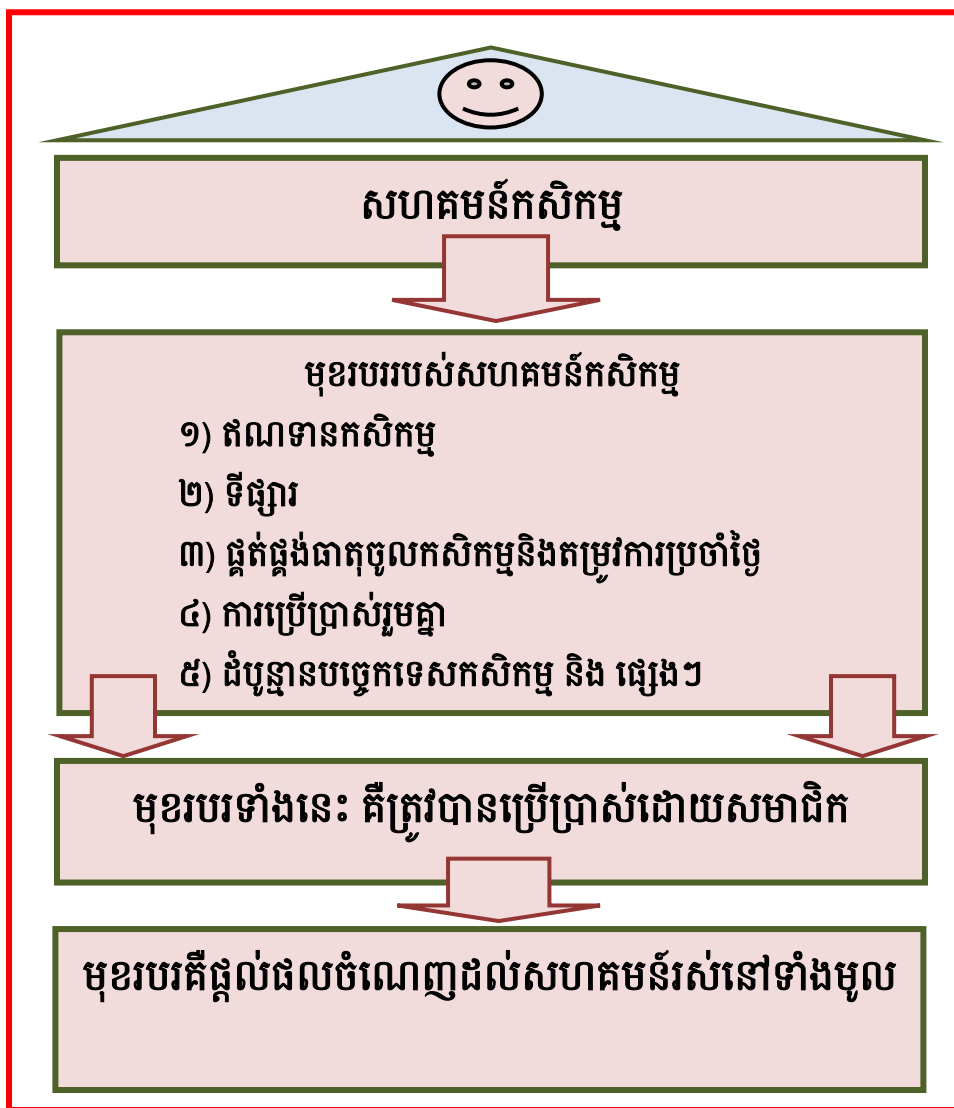 សហគមន៍កសិកម្ម
មុខរបររបស់សហគមន៍កសិកម្ម
១) ឥណទានកសិកម្ម
២) ទីផ្សារ
៣) ផ្គត់ផ្គង់ធាតុចូលកសិកម្មនិងតម្រូវការប្រចាំថ្ងៃ
៤) ការប្រើប្រាស់រួមគ្នា
៥) ដំបូន្មានបច្ចេកទេសកសិកម្ម និង ផ្សេងៗ
មុខរបរទាំងនេះ គឺត្រូវបានប្រើប្រាស់ដោយសមាជិក
មុខរបរគឺផ្តល់ផលចំណេញដល់សហគមន៍រស់នៅទាំងមូល